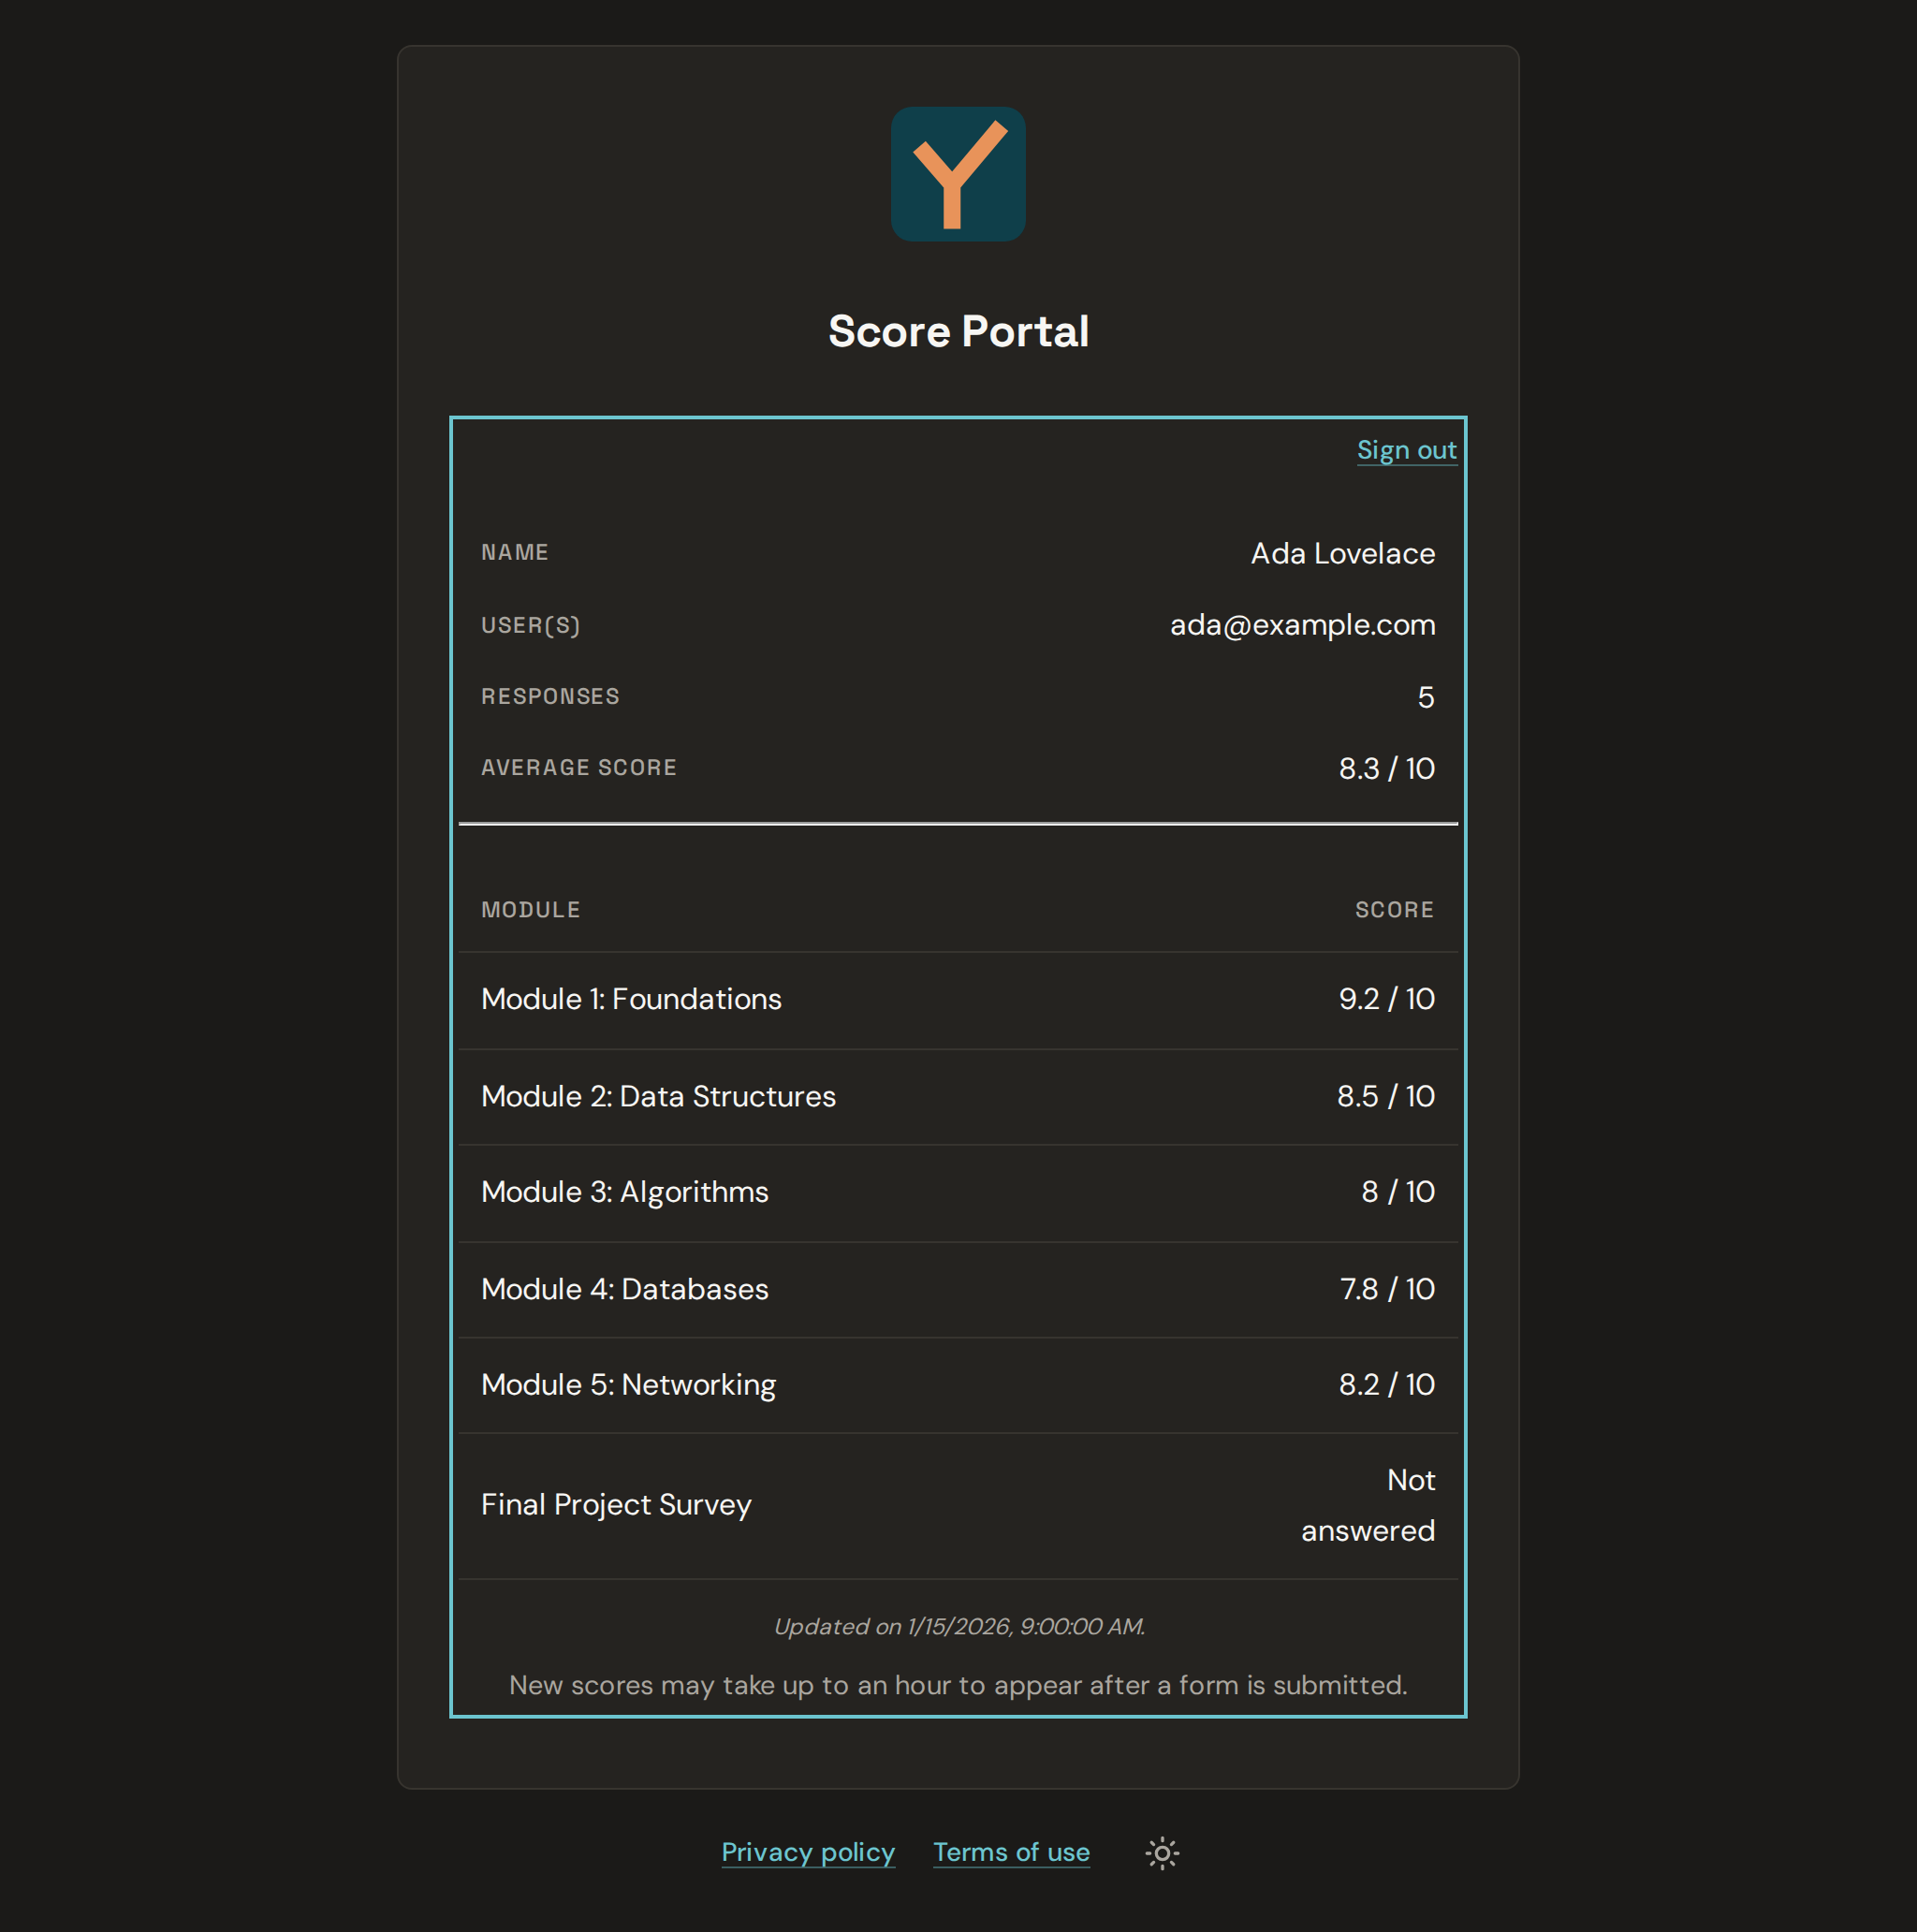 Y
Score Portal
Sign out
NAME Ada Lovelace
USER(S) ada@example.com
RESPONSES 5
AVERAGE SCORE 8.3 / 10
MODULE SCORE
Module 1: Foundations 9.2 / 10
Module 2: Data Structures 8.5 / 10
Module 3: Algorithms 8 / 10
Module 4: Databases 7.8 / 10
Module 5: Networking 8.2 / 10
Final Project Survey Not
answered
Updated on 1/15/2026, 9:00:00 AM.
New scores may take up to an hour to appear after a form is submitted.
Privacy policy Terms of use